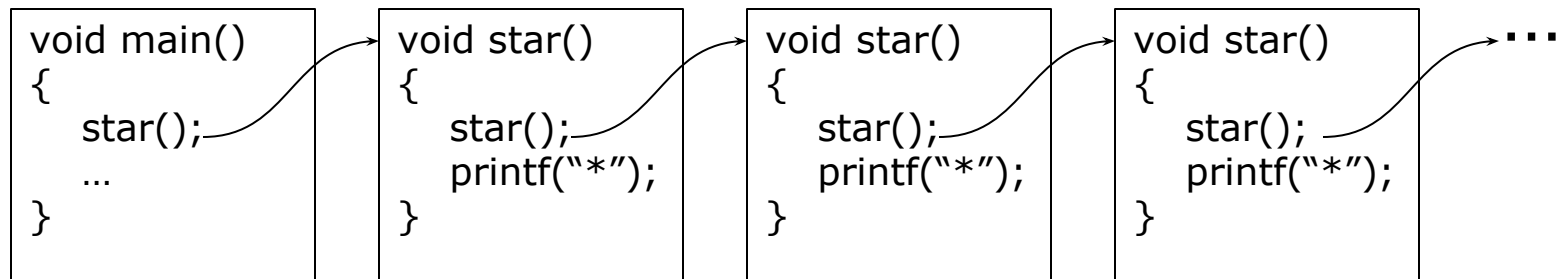 void main()
{
star();
…
}
void star()
{
star();
printf(“*”);
}
void star()
{
star();
printf(“*”);
}
void star()
{
star();
printf(“*”);
}
…